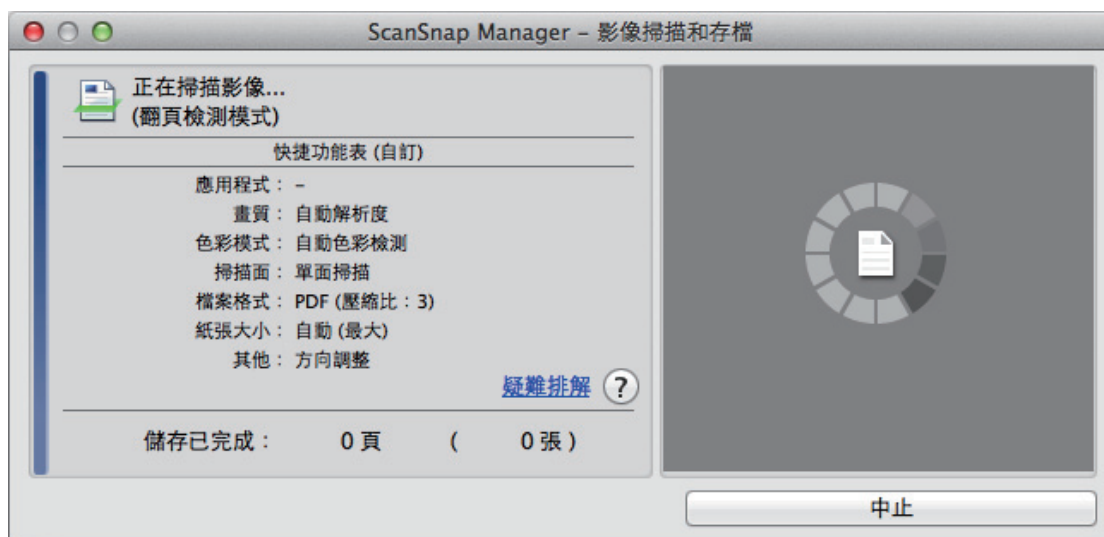 ScanSnap Manager – 影像掃描和存檔
正在掃描影像...
(翻頁檢測模式)
快捷功能表 (自訂)
應用程式： –
畫質： 自動解析度
色彩模式： 自動色彩檢測
掃描面： 單面掃描
檔案格式： PDF (壓縮比：3)
紙張大小： 自動 (最大)
其他： 方向調整
疑難排解 ?
儲存已完成： 0 頁 ( 0 張 )
中止